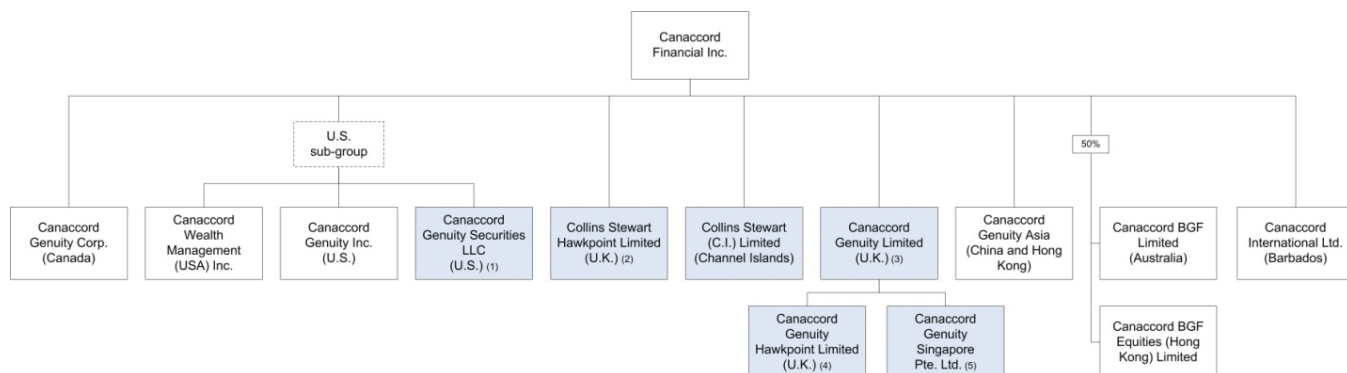 Canaccord
Financial Inc.
U.S.
sub-group
50%
Canaccord
Genuity Corp.
(Canada)
Canaccord
Wealth
Management
(USA) Inc.
Canaccord
Genuity Inc.
(U.S.)
Canaccord
Genuity Securities
LLC
(U.S.) (1)
Collins Stewart
Hawkpoint Limited
(U.K.) (2)
Collins Stewart
(C.I.) Limited
(Channel Islands)
Canaccord
Genuity Limited
(U.K.) (3)
Canaccord
Genuity Asia
(China and Hong
Kong)
Canaccord BGF
Limited
(Australia)
Canaccord
International Ltd.
(Barbados)
Canaccord
Genuity
Hawkpoint Limited
(U.K.) (4)
Canaccord
Genuity
Singapore
Pte. Ltd. (5)
Canaccord BGF
Equities (Hong
Kong) Limited